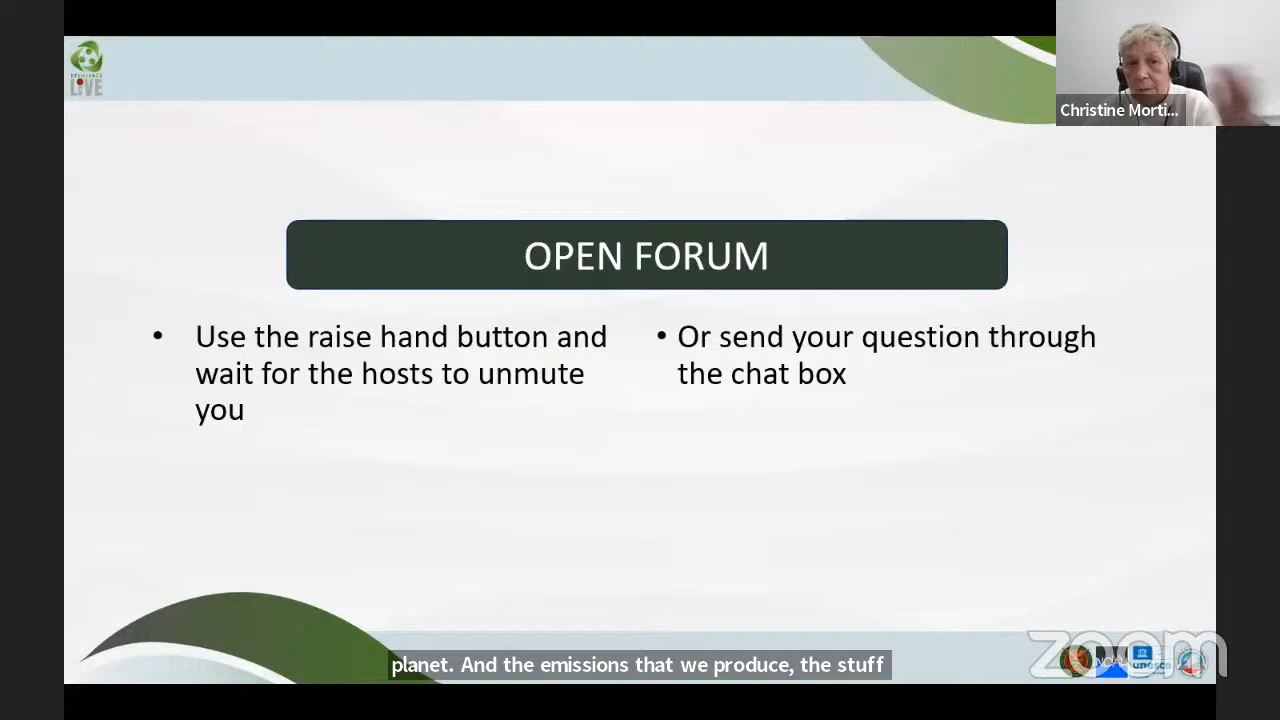 RESILIENCE
LIVE
Christine Morti...
OPEN FORUM
• Use the raise hand button and
wait for the hosts to unmute
you
• Or send your question through
the chat box
planet. And the emissions that we produce, the stuff
zoom
unesco